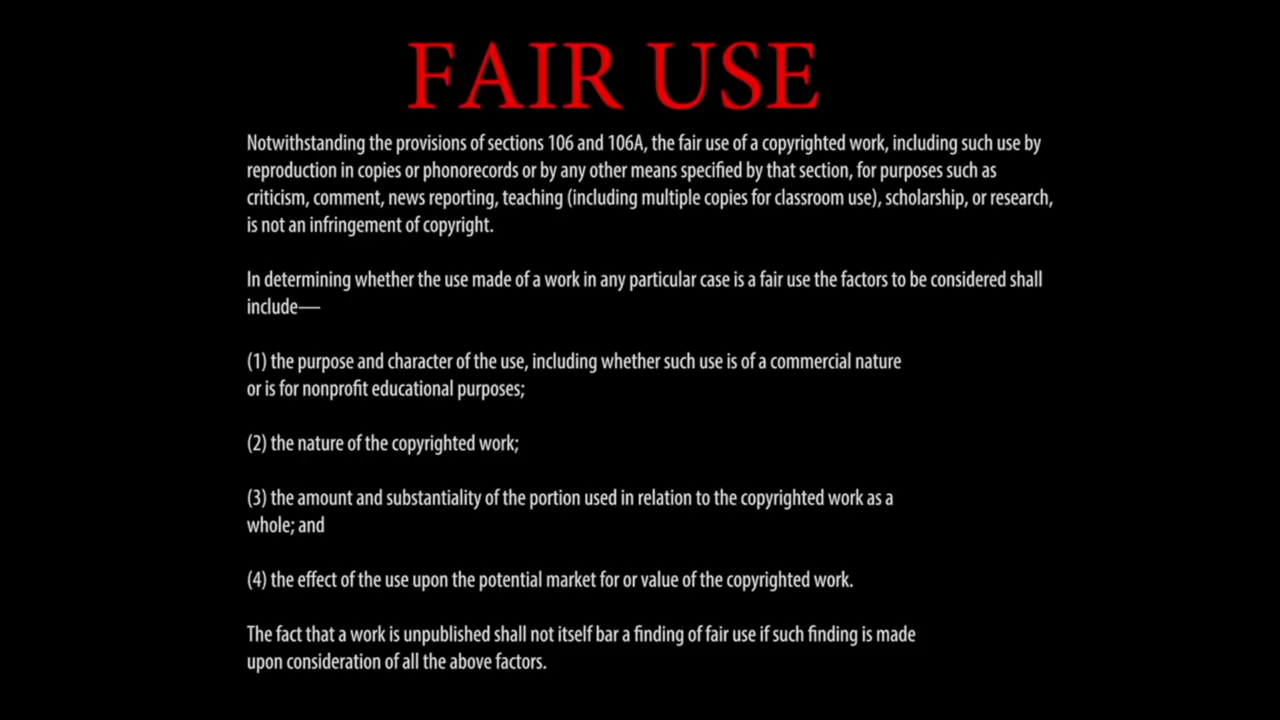 FAIR USE
Notwithstanding the provisions of sections 106 and 106A, the fair use of a copyrighted work, including such use by
reproduction in copies or phonorecords or by any other means specified by that section, for purposes such as
criticism, comment, news reporting, teaching (including multiple copies for classroom use), scholarship, or research,
is not an infringement of copyright.
In determining whether the use made of a work in any particular case is a fair use the factors to be considered shall
include—
(1) the purpose and character of the use, including whether such use is of a commercial nature
or is for nonprofit educational purposes;
(2) the nature of the copyrighted work;
(3) the amount and substantiality of the portion used in relation to the copyrighted work as a
whole; and
(4) the effect of the use upon the potential market for or value of the copyrighted work.
The fact that a work is unpublished shall not itself bar a finding of fair use if such finding is made
upon consideration of all the above factors.